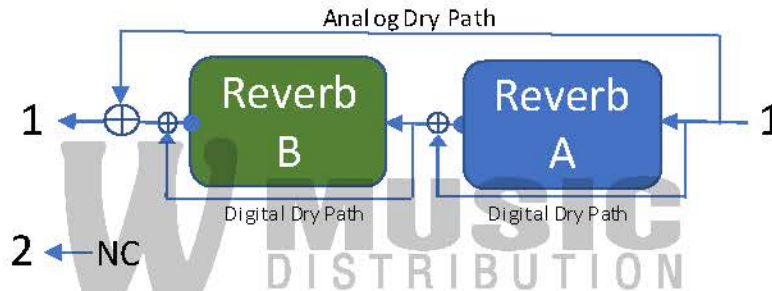 Analog Dry Path
Reverb
B
Reverb
A
1
1
Digital Dry Path
Digital Dry Path
2
NC
W MUSIC
DISTRIBUTION